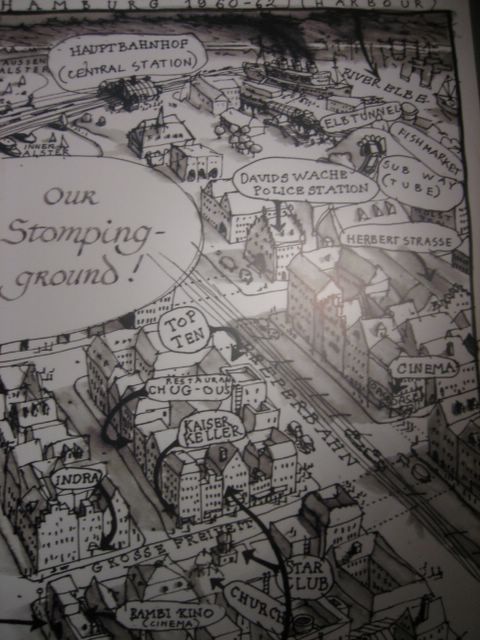 HAMBURG 1960-62 (HARBOUR)
AUSSEN
ALSTER
HAUPTBAHNHOF
(CENTRAL STATION)
RIVER ELBE
ELBTUNNEL
FISHMARKET
INNER
ALSTER
SUB WAY
(TUBE)
DAVIDS WACHE
POLICE STATION
OUR
Stomping-
ground!
HERBERTSTRASSE
TOP
TEN
REEPERBAHN
CINEMA
RESTAURANT
CHUG-OUS
KAISER
KELLER
INDRA
GROSSE FREIHEIT
STAR
CLUB
CHURCH
BAMBI KINO
(CINEMA)